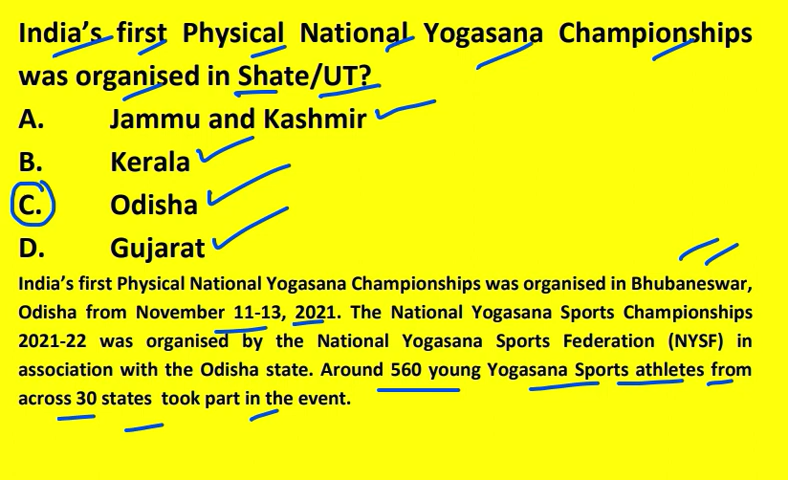 India's first Physical National Yogasana Championships
was organised in Shate/UT?
A. Jammu and Kashmir
B. Kerala
C. Odisha
D. Gujarat
India's first Physical National Yogasana Championships was organised in Bhubaneswar,
Odisha from November 11-13, 2021. The National Yogasana Sports Championships
2021-22 was organised by the National Yogasana Sports Federation (NYSF) in
association with the Odisha state. Around 560 young Yogasana Sports athletes from
across 30 states took part in the event.